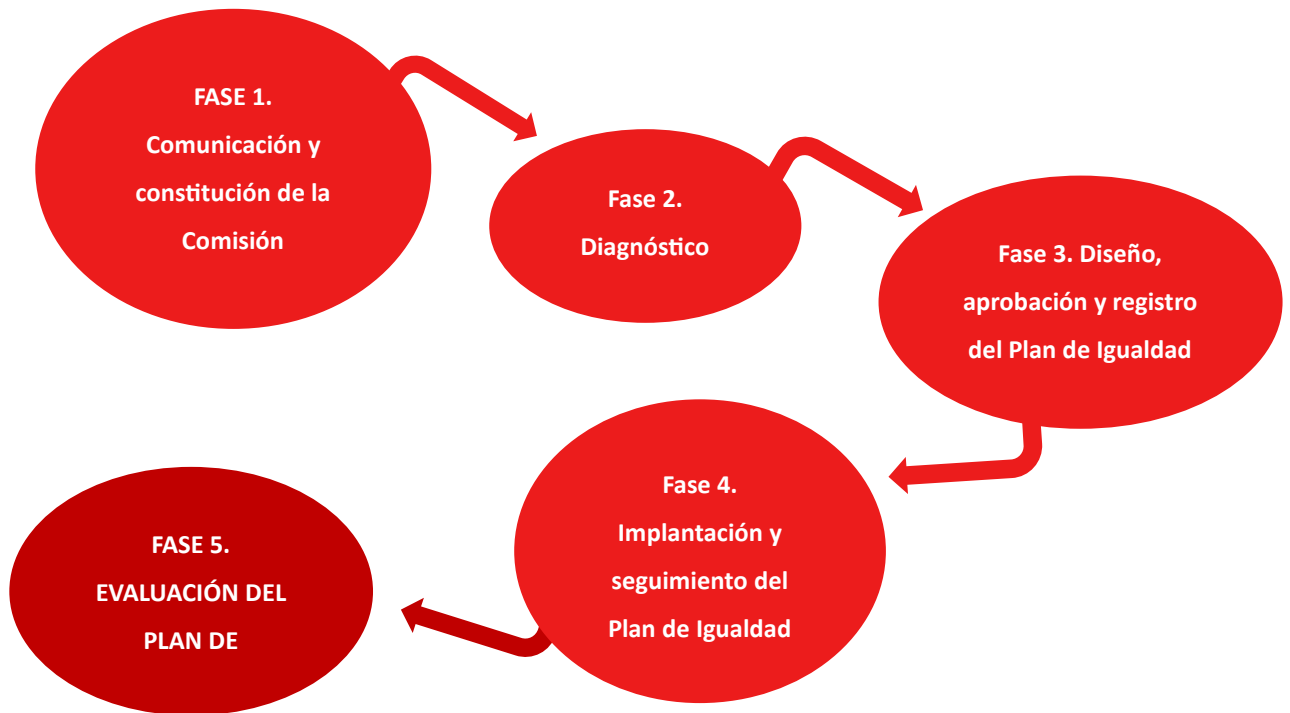 FASE 1.
Comunicación y
constitución de la
Comisión
Fase 2.
Diagnóstico
Fase 3. Diseño,
aprobación y registro
del Plan de Igualdad
Fase 4.
Implantación y
seguimiento del
Plan de Igualdad
FASE 5.
EVALUACIÓN DEL
PLAN DE